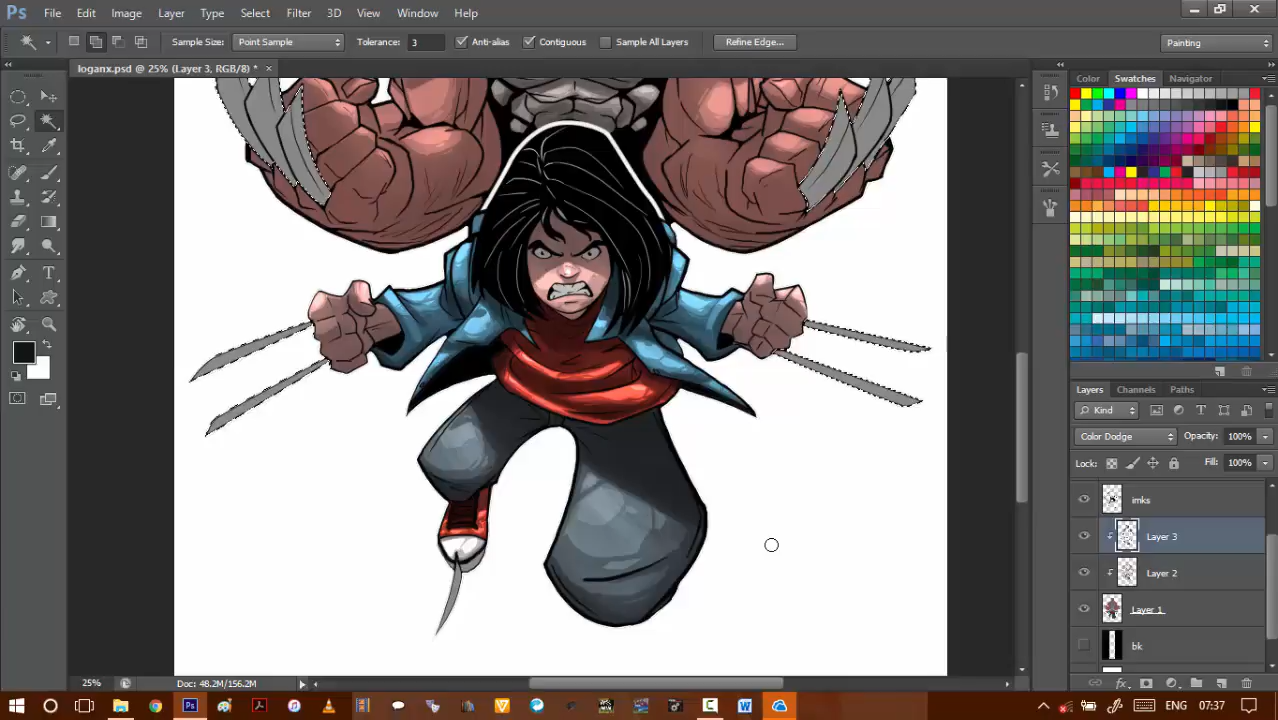 Ps File Edit Image Layer Type Select Filter 3D View Window Help
Sample Size: Point Sample Tolerance: 3 Anti-alias Contiguous Sample All Layers Refine Edge... Painting
loganx.psd @ 25% (Layer 3, RGB/8) * ×
Color Swatches Navigator
Layers Channels Paths
Kind
Color Dodge Opacity: 100%
Lock: Fill: 100%
imks
Layer 3
Layer 2
Layer 1
bk
25% Doc: 48.2M/156.2M
ENG 07:37